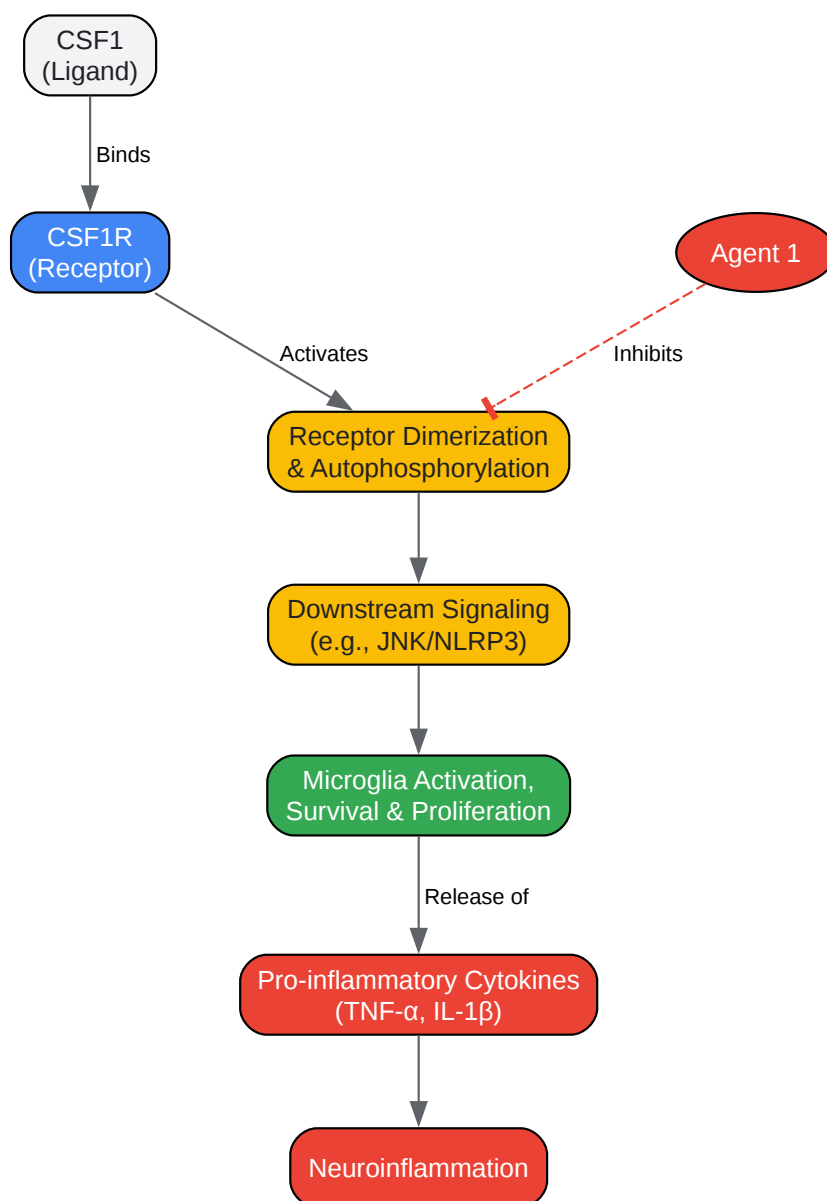 CSF1
(Ligand)
Binds
CSF1R
(Receptor)
Agent 1
Activates
Inhibits
Receptor Dimerization
& Autophosphorylation
Downstream Signaling
(e.g., JNK/NLRP3)
Microglia Activation,
Survival & Proliferation
Release of
Pro-inflammatory Cytokines
(TNF-α, IL-1β)
Neuroinflammation